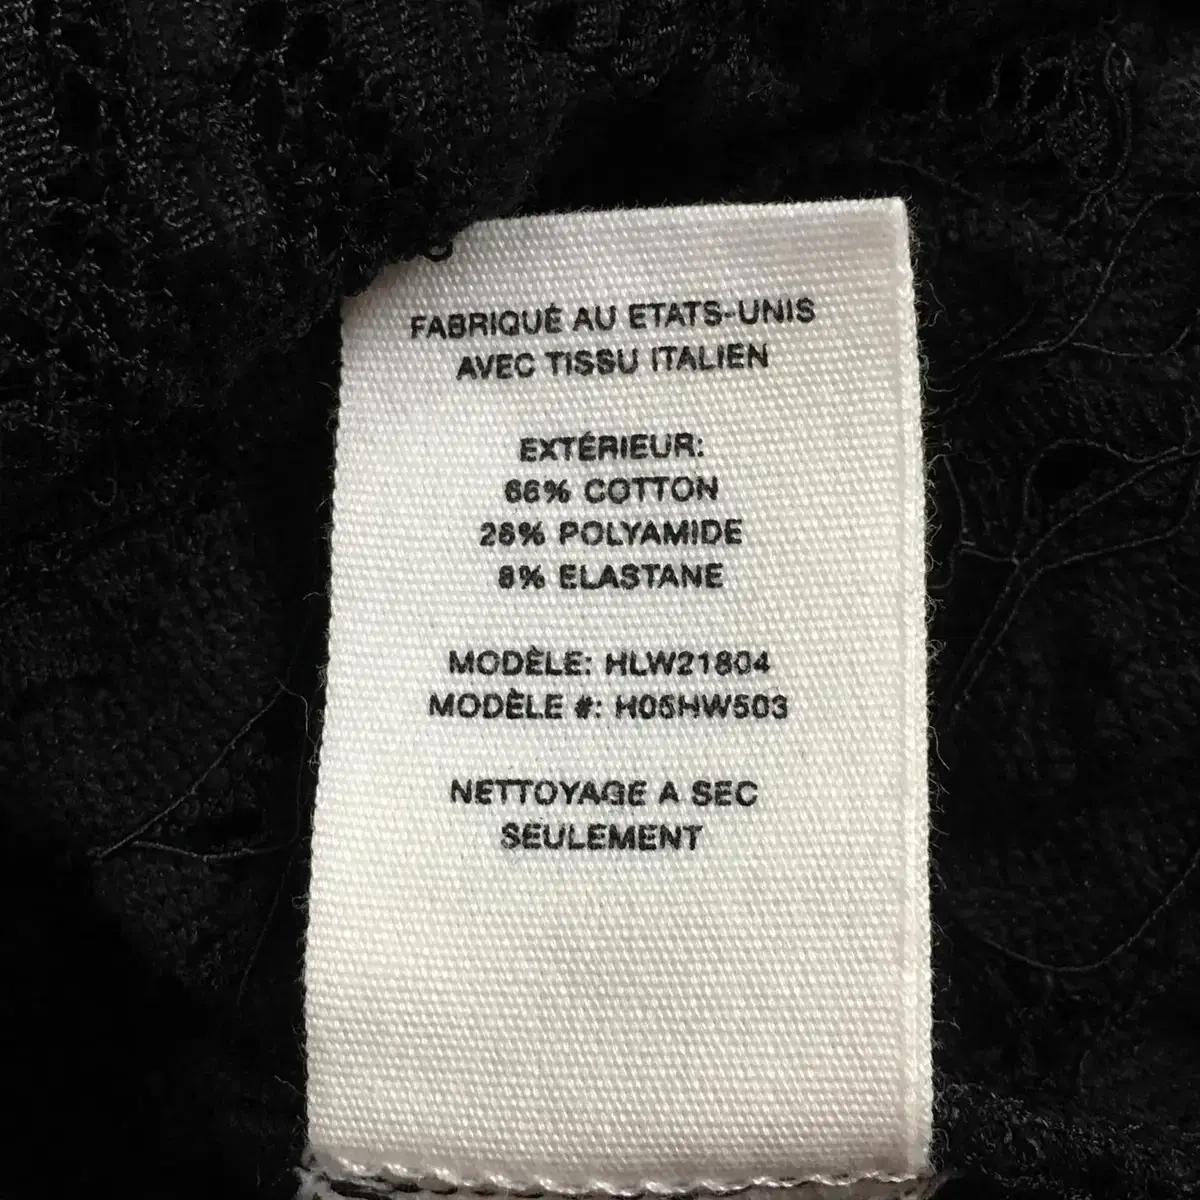 FABRIQUÉ AU ETATS-UNIS
AVEC TISSU ITALIEN
EXTÉRIEUR:
66% COTTON
26% POLYAMIDE
8% ELASTANE
MODÈLE: HLW21804
MODÈLE #: H05HW503
NETTOYAGE A SEC
SEULEMENT